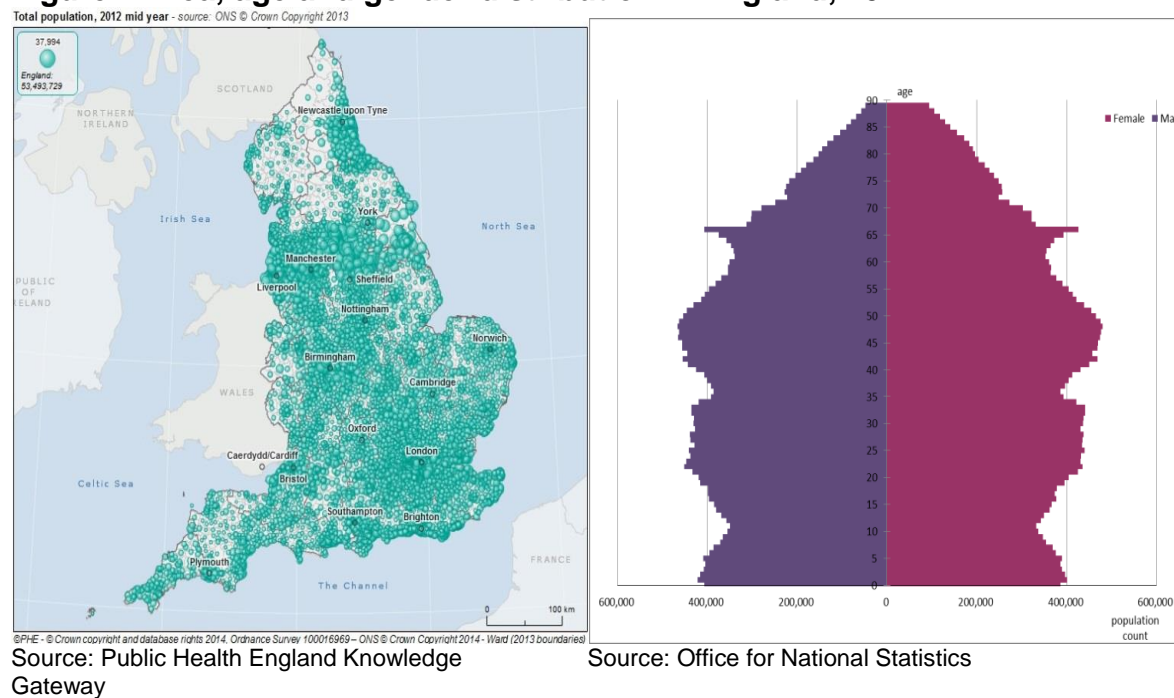 Total population, 2012 mid year - source: ONS © Crown Copyright 2013
37,994
England:
53,493,729
SCOTLAND
NORTHERN
IRELAND
Newcastle upon Tyne
Irish Sea
York
North Sea
Manchester
Sheffield
Liverpool
PUBLIC
OF
ELAND
Nottingham
Norwich
Birmingham
WALES
Cambridge
Oxford
Caerdydd/Cardiff
London
Celtic Sea
Bristol
Southampton
Brighton
Plymouth
FRANCE
The Channel
0 100 km
©PHE - © Crown copyright and database rights 2014, Ordnance Survey 100016969 – ONS © Crown Copyright 2014 - Ward (2013 boundaries)
Source: Public Health England Knowledge
Gateway
age
90
Female Ma
85
80
75
70
65
60
55
50
45
40
35
30
25
20
15
10
5
0
600,000 400,000 200,000 0 200,000 400,000 600,000
population
count
Source: Office for National Statistics